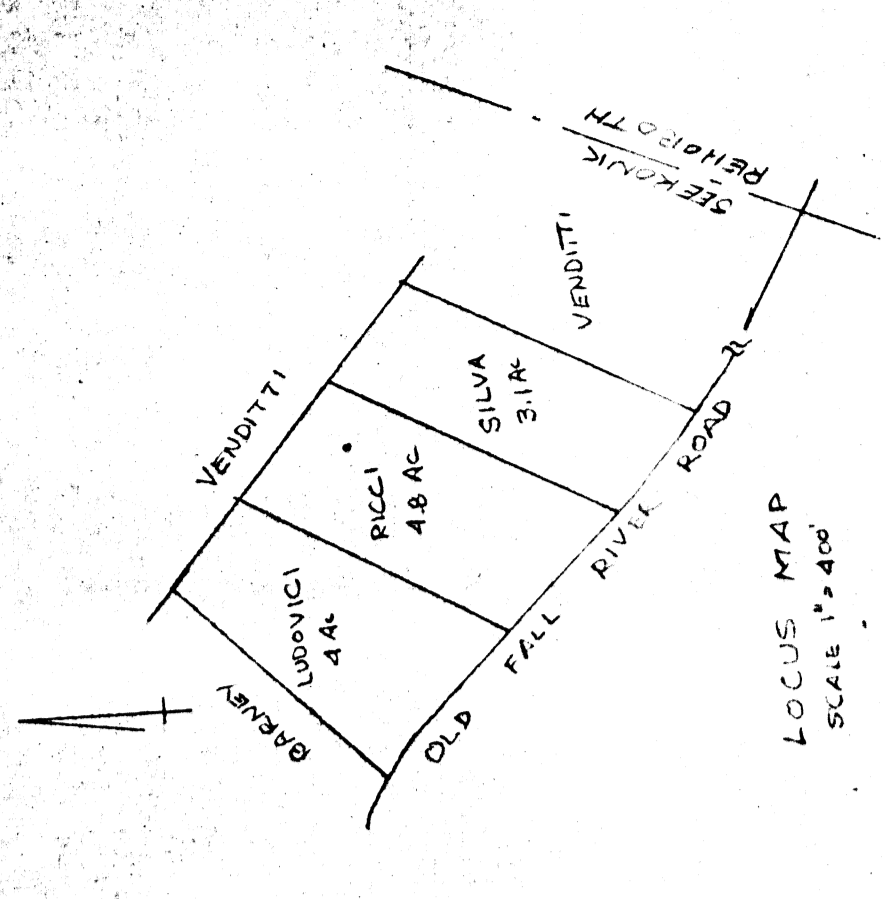 SEEKONK
REHOBOTH
VENDITTI
VENDITTI
SILVA
3.1 AC
RICCI
4.8 AC
LUDOVICI
4 AC
BARNEY
OLD FALL RIVER ROAD
LOCUS MAP
SCALE 1" = 400'